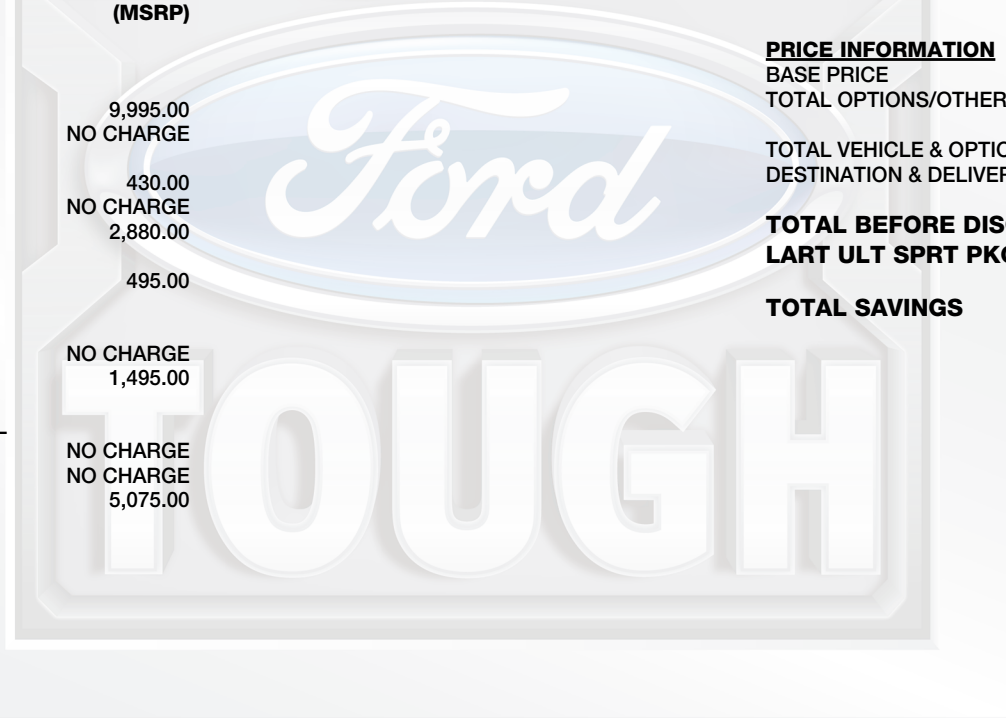 (MSRP)
9,995.00
NO CHARGE
430.00
NO CHARGE
2,880.00
495.00
NO CHARGE
1,495.00
NO CHARGE
NO CHARGE
5,075.00
Ford
TOUGH
PRICE INFORMATION
BASE PRICE
TOTAL OPTIONS/OTHER
TOTAL VEHICLE & OPTIO
DESTINATION & DELIVER
TOTAL BEFORE DIS
LART ULT SPRT PK
TOTAL SAVINGS